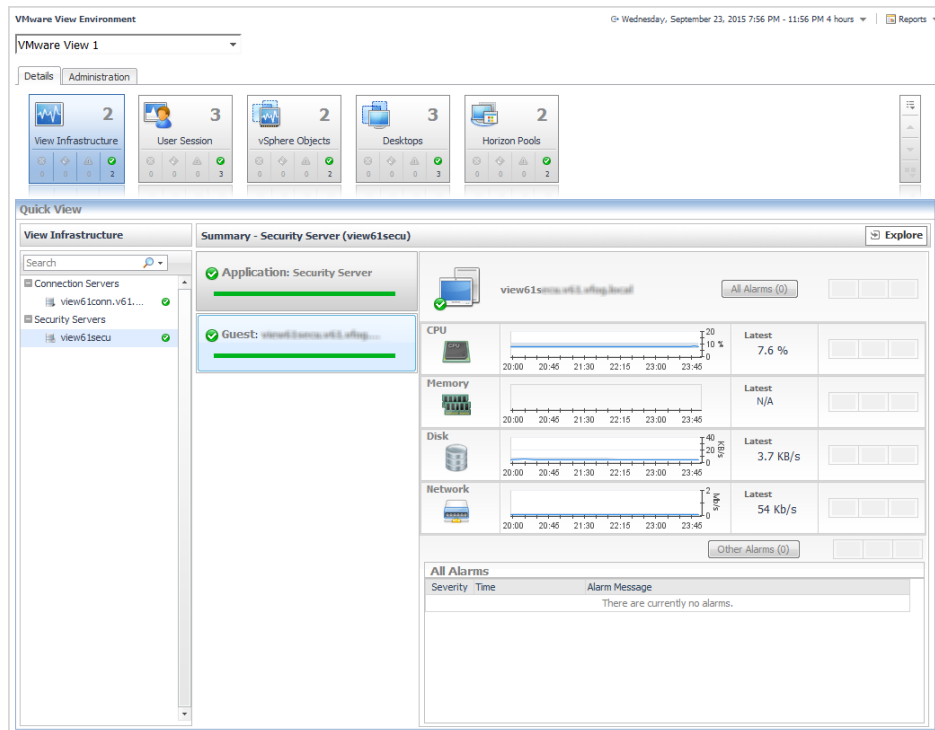 VMware View Environment
Wednesday, September 23, 2015 7:56 PM - 11:56 PM 4 hours
Reports
VMware View 1
Details
Administration
2
View Infrastructure
0 0 0 2
3
User Session
0 0 0 3
2
vSphere Objects
0 0 0 2
3
Desktops
0 0 0 3
2
Horizon Pools
0 0 0 2
Quick View
View Infrastructure
Search
Connection Servers
view61conn.v61....
Security Servers
view61secu
Summary - Security Server (view61secu)
Explore
Application: Security Server
Guest:
view61s
All Alarms (0)
CPU
CPU
20
10 %
0
20:00 20:45 21:30 22:15 23:00 23:45
Latest
7.6 %
Memory
20:00 20:45 21:30 22:15 23:00 23:45
Latest
N/A
Disk
40
20
0
KB/s
20:00 20:45 21:30 22:15 23:00 23:45
Latest
3.7 KB/s
Network
2
0
Mb/s
20:00 20:45 21:30 22:15 23:00 23:45
Latest
54 Kb/s
Other Alarms (0)
All Alarms
Severity Time Alarm Message
There are currently no alarms.